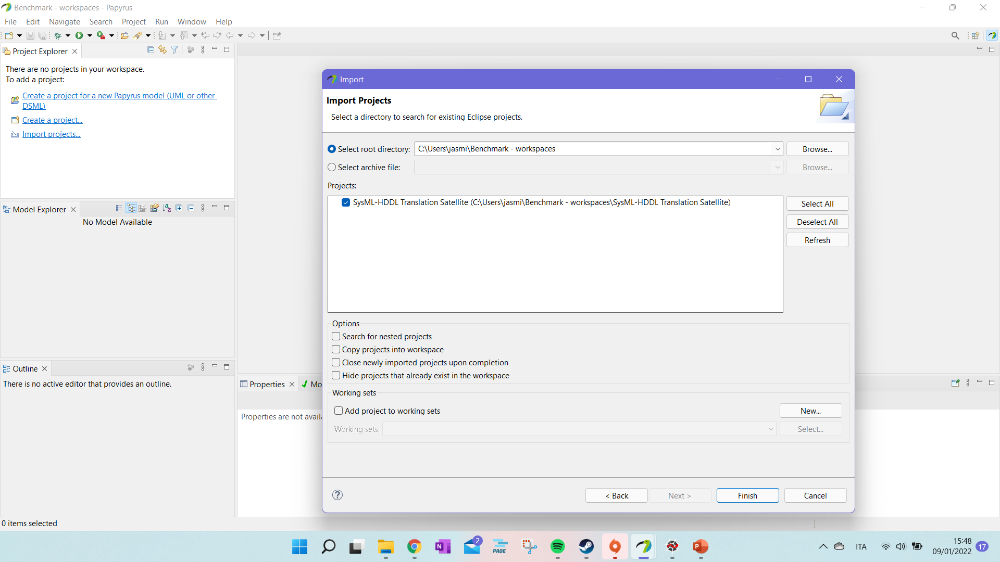 Benchmark - workspaces - Papyrus
File Edit Navigate Search Project Run Window Help
Project Explorer
There are no projects in your workspace.
To add a project:
Create a project for a new Papyrus model (UML or other
DSML)
Create a project...
Import projects...
Model Explorer
No Model Available
Outline
There is no active editor that provides an outline.
Properties
Mo
Properties are not avail
Import
Import Projects
Select a directory to search for existing Eclipse projects.
Select root directory: C:\Users\jasmi\Benchmark - workspaces Browse...
Select archive file: Browse...
Projects:
SysML-HDDL Translation Satellite (C:\Users\jasmi\Benchmark - workspaces\SysML-HDDL Translation Satellite)
Select All
Deselect All
Refresh
Options
Search for nested projects
Copy projects into workspace
Close newly imported projects upon completion
Hide projects that already exist in the workspace
Working sets
Add project to working sets New...
Working sets: Select...
< Back Next > Finish Cancel
0 items selected
N
2
PAGE
P
ITA
15:48
09/01/2022
17